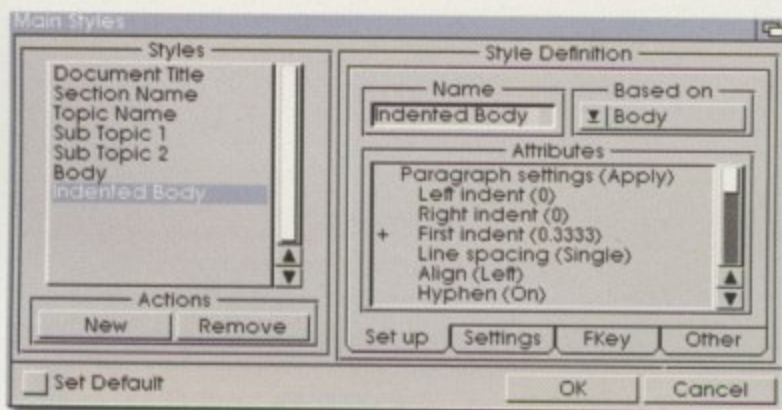 Main Styles
Styles
Document Title
Section Name
Topic Name
Sub Topic 1
Sub Topic 2
Body
Indented Body
Actions
New Remove
Style Definition
Name
Indented Body
Based on
Body
Attributes
Paragraph settings (Apply)
Left indent (0)
Right indent (0)
+ First indent (0.3333)
Line spacing (Single)
Align (Left)
Hyphen (On)
Set up Settings FKey Other
Set Default
OK Cancel